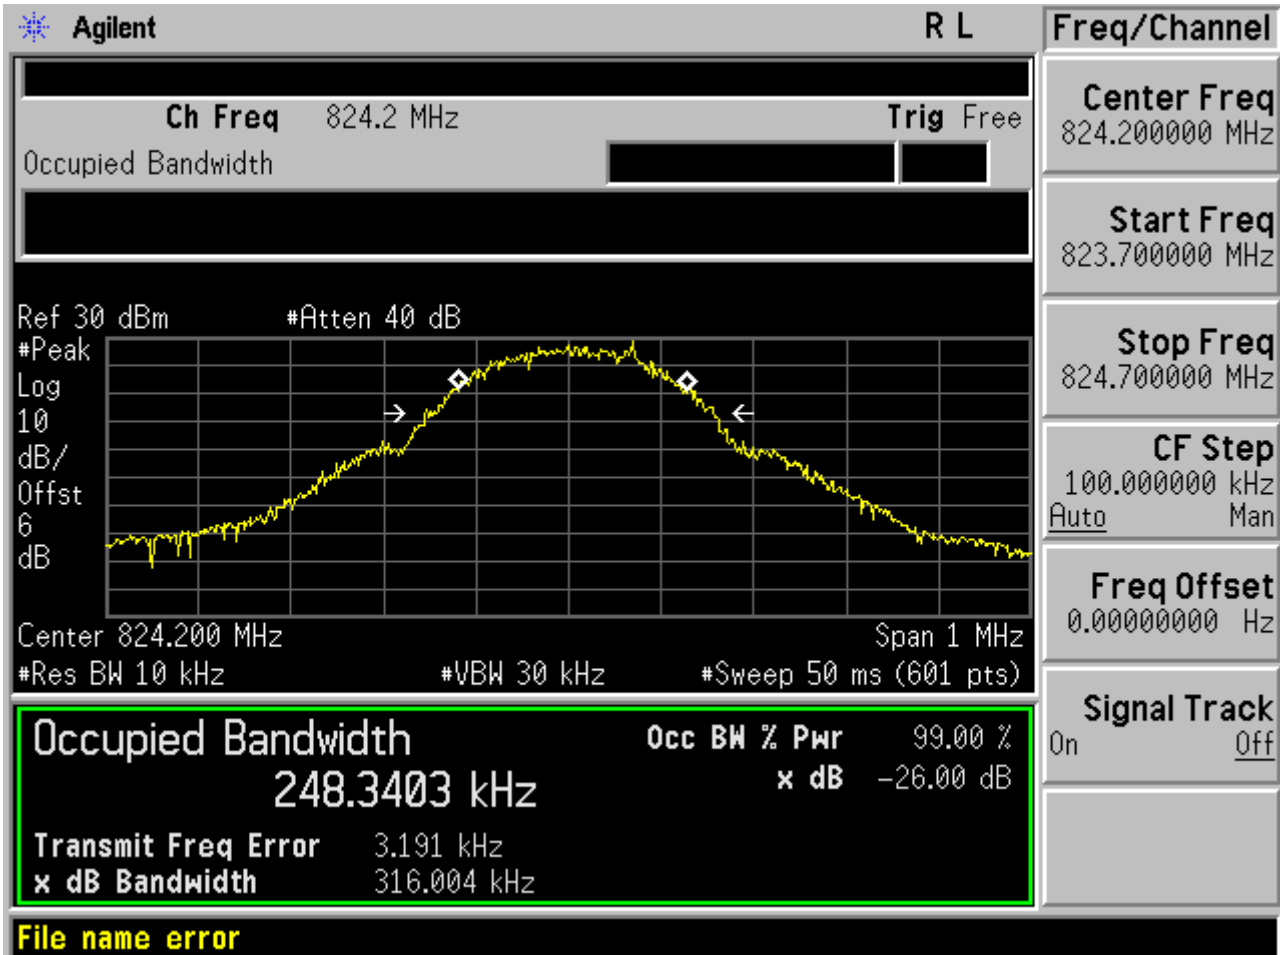 Agilent R L Freq/Channel
Ch Freq 824.2 MHz Trig Free
Occupied Bandwidth
Center Freq
824.200000 MHz
Start Freq
823.700000 MHz
Stop Freq
824.700000 MHz
CF Step
100.000000 kHz
Auto Man
Freq Offset
0.00000000 Hz
Signal Track
On Off
Ref 30 dBm #Atten 40 dB
#Peak
Log
10
dB/
Offst
6
dB
Center 824.200 MHz Span 1 MHz
#Res BW 10 kHz #VBW 30 kHz #Sweep 50 ms (601 pts)
Occupied Bandwidth
248.3403 kHz
Occ BW % Pwr 99.00 %
x dB -26.00 dB
Transmit Freq Error 3.191 kHz
x dB Bandwidth 316.004 kHz
File name error